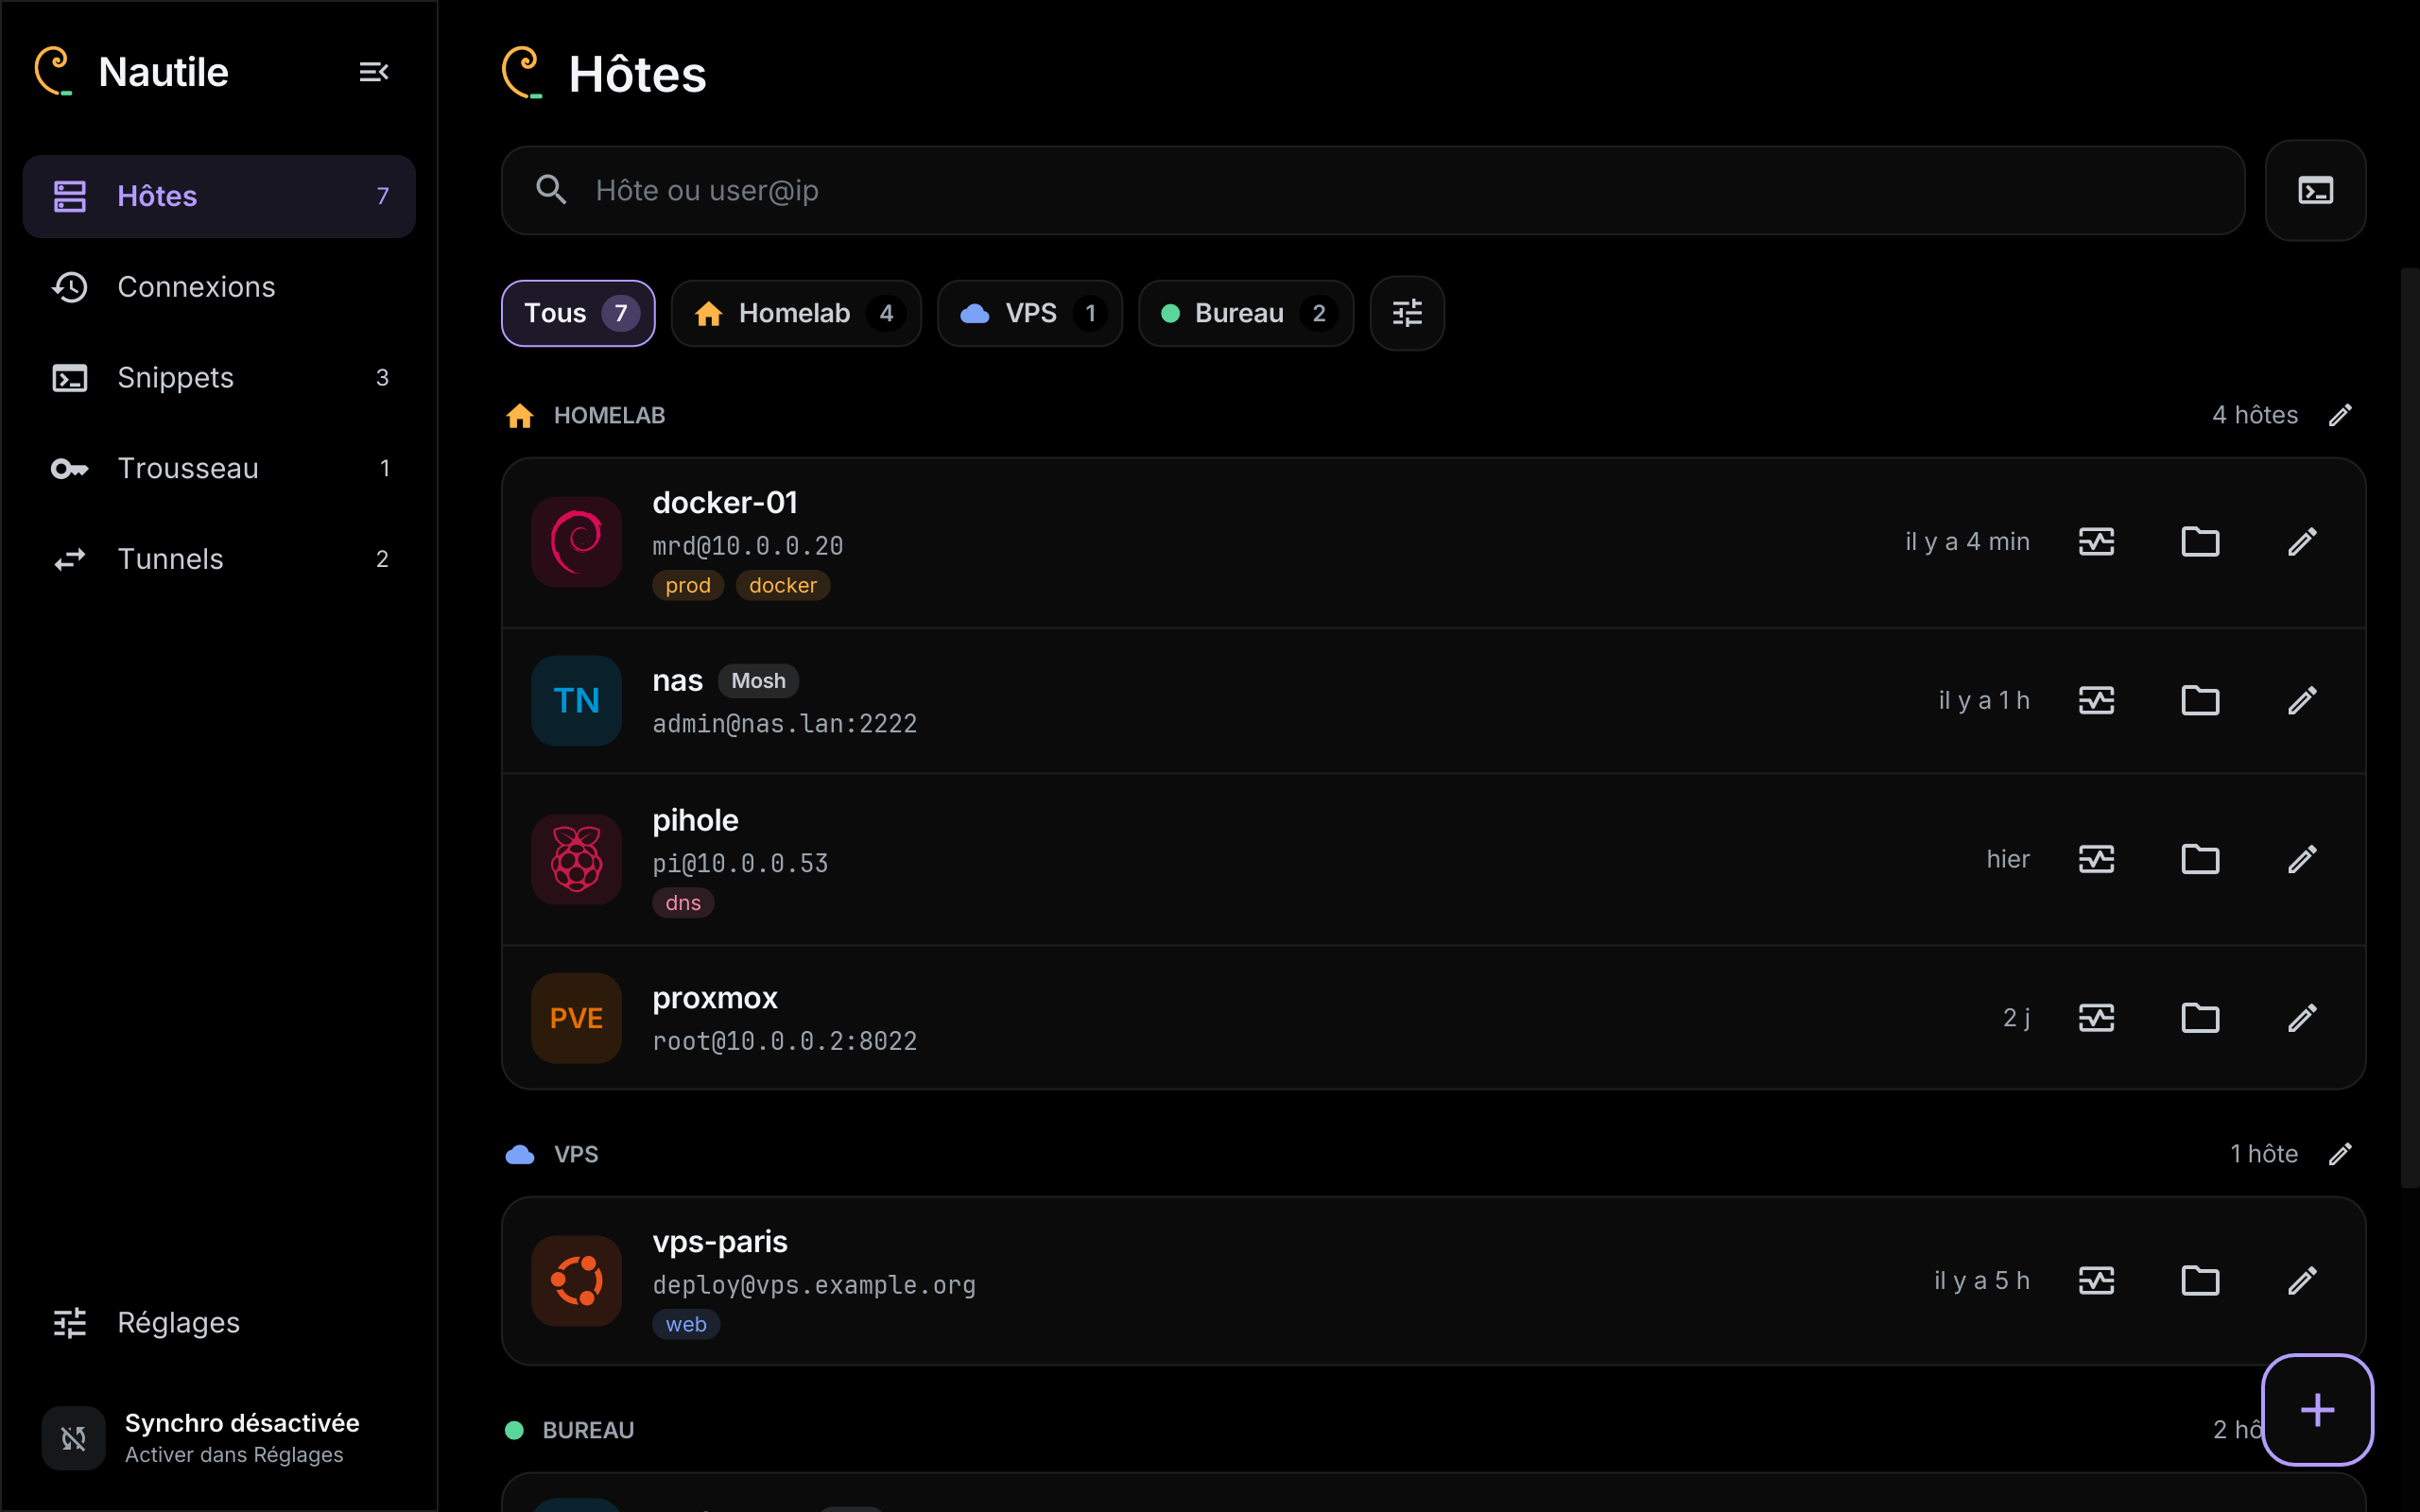 Nautile
Hôtes 7
Connexions
Snippets 3
Trousseau 1
Tunnels 2
Réglages
Synchro désactivée
Activer dans Réglages
Hôtes
Hôte ou user@ip
Tous 7 Homelab 4 VPS 1 Bureau 2
HOMELAB 4 hôtes
docker-01
mrd@10.0.0.20
prod docker
il y a 4 min
TN
nas Mosh
admin@nas.lan:2222
il y a 1 h
pihole
pi@10.0.0.53
dns
hier
PVE
proxmox
root@10.0.0.2:8022
2 j
VPS 1 hôte
vps-paris
deploy@vps.example.org
web
il y a 5 h
BUREAU 2 hô